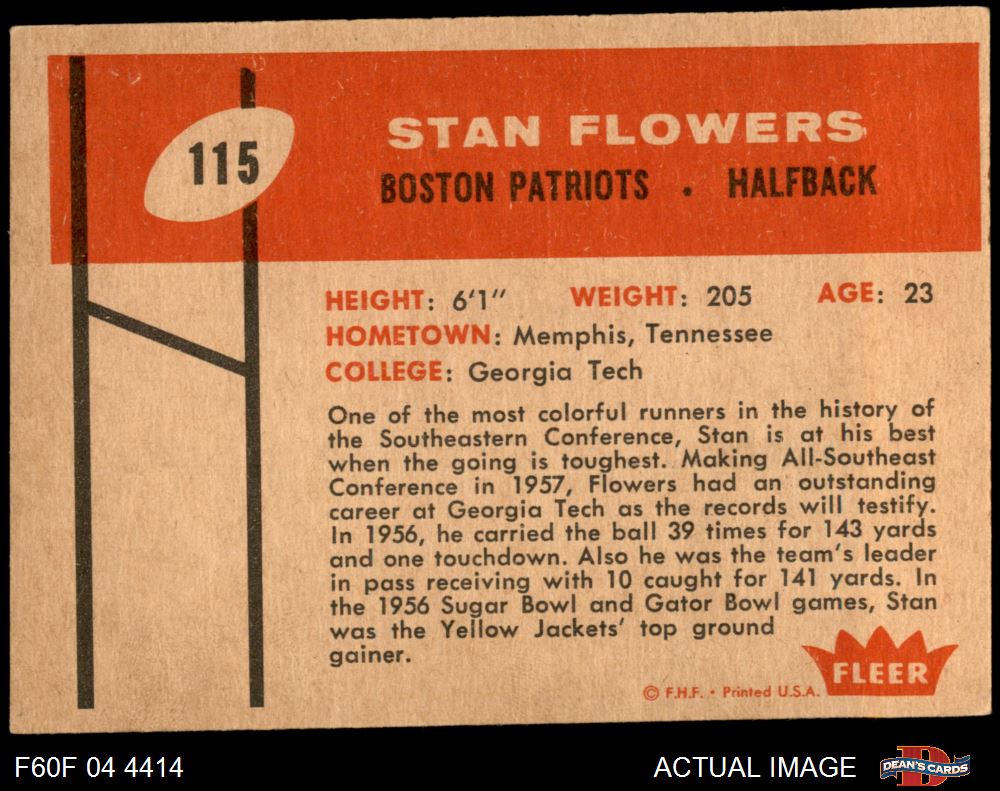 115
STAN FLOWERS
BOSTON PATRIOTS • HALFBACK
HEIGHT: 6'1" WEIGHT: 205 AGE: 23
HOMETOWN: Memphis, Tennessee
COLLEGE: Georgia Tech
One of the most colorful runners in the history of
the Southeastern Conference, Stan is at his best
when the going is toughest. Making All-Southeast
Conference in 1957, Flowers had an outstanding
career at Georgia Tech as the records will testify.
In 1956, he carried the ball 39 times for 143 yards
and one touchdown. Also he was the team's leader
in pass receiving with 10 caught for 141 yards. In
the 1956 Sugar Bowl and Gator Bowl games, Stan
was the Yellow Jackets' top ground
gainer.
FLEER
© F.H.F. • Printed U.S.A.
F60F 04 4414 ACTUAL IMAGE D DEAN'S CARDS